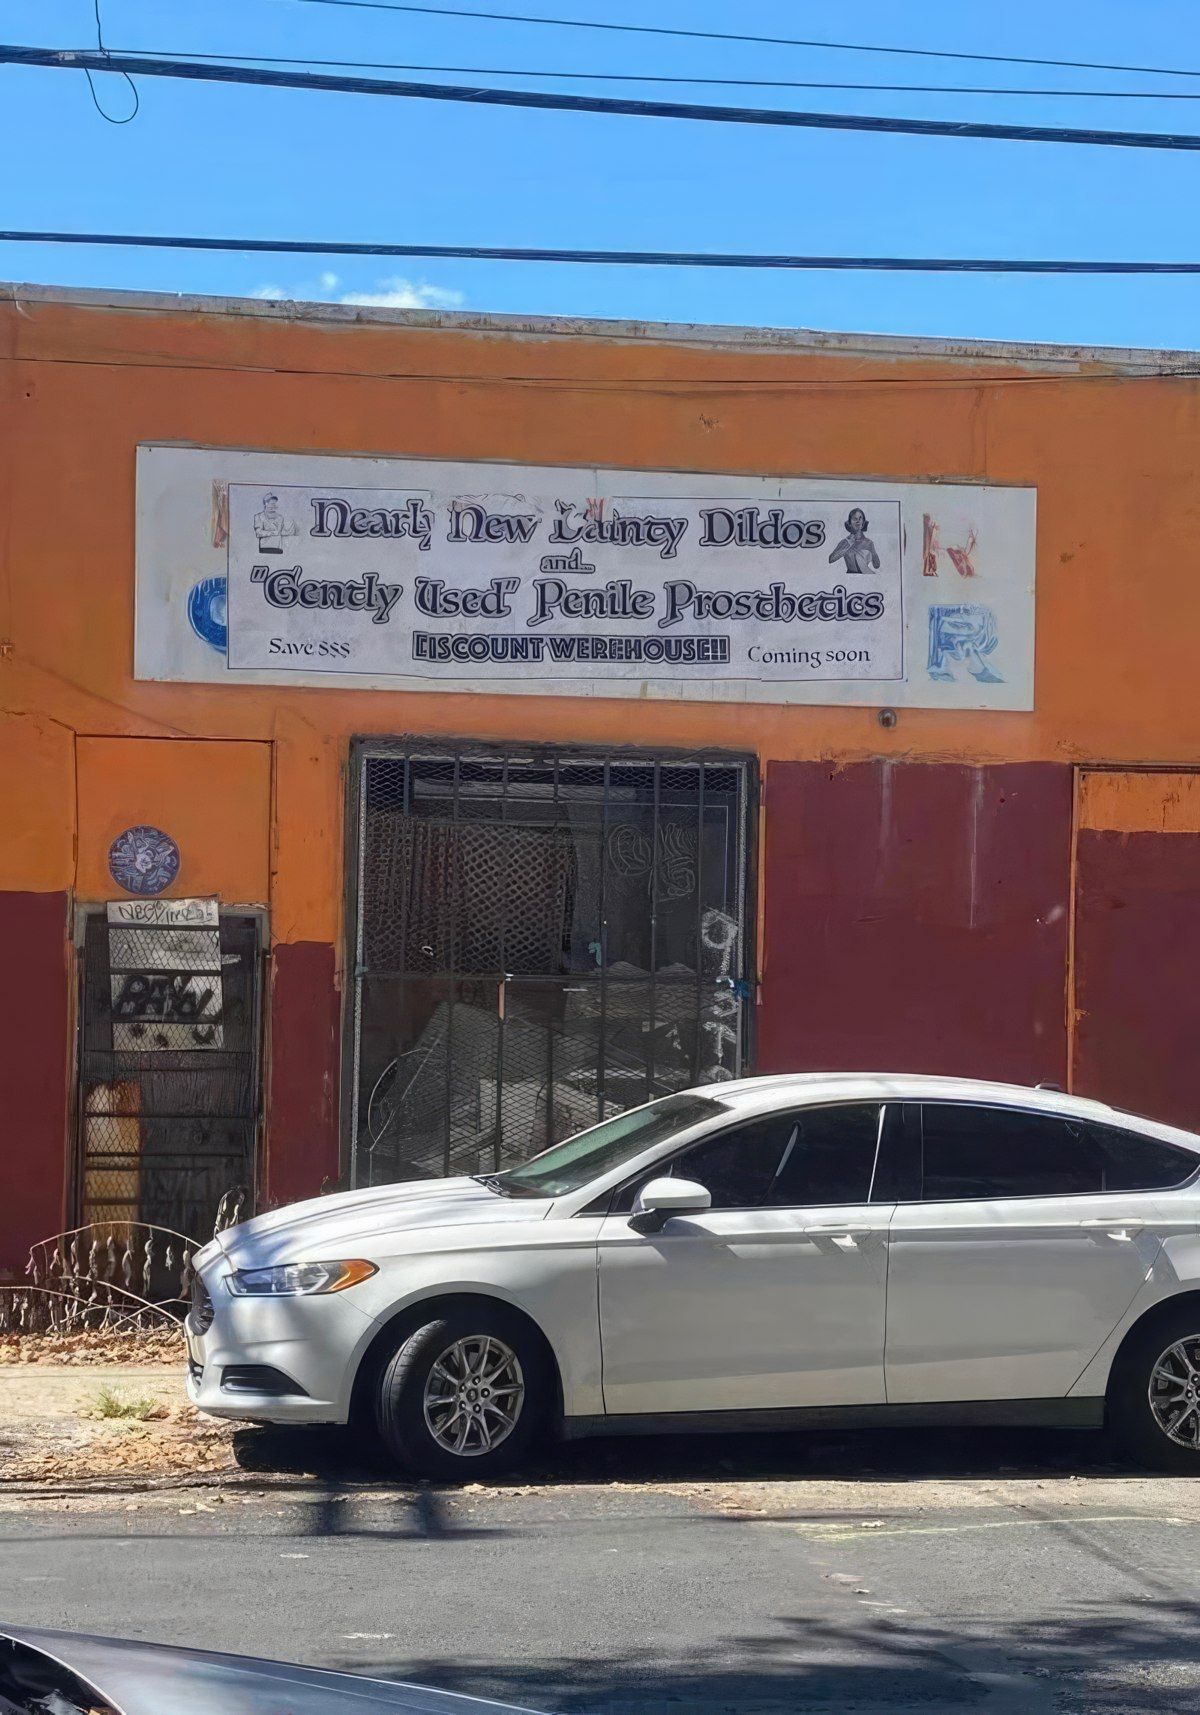 Nearly New Dainty Dildos
and...
"Gently Used" Penile Prosthetics
Save $$$
DISCOUNT WEREHOUSE!!
Coming soon
R
R